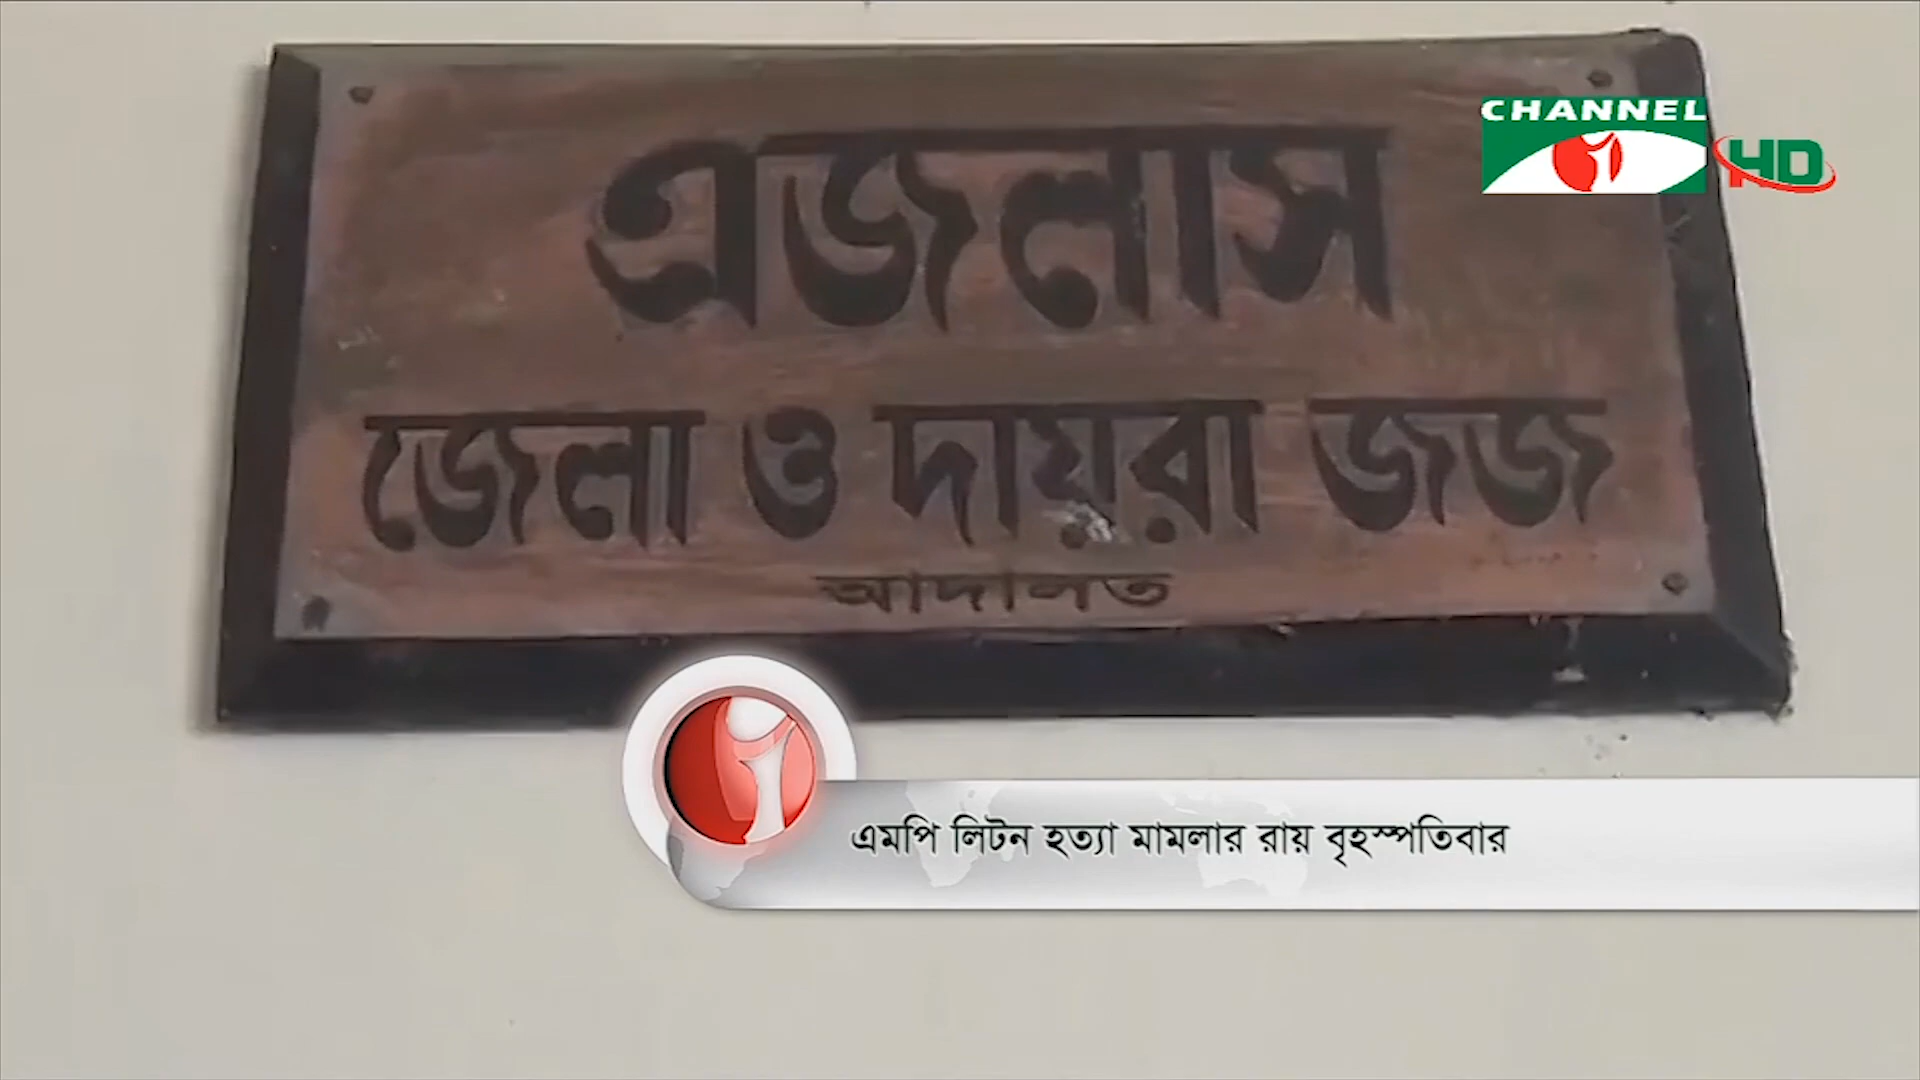 CHANNEL
i HD
এজলাস
জেলা ও দায়রা জজ
আদালত
এমপি লিটন হত্যা মামলার রায় বৃহস্পতিবার